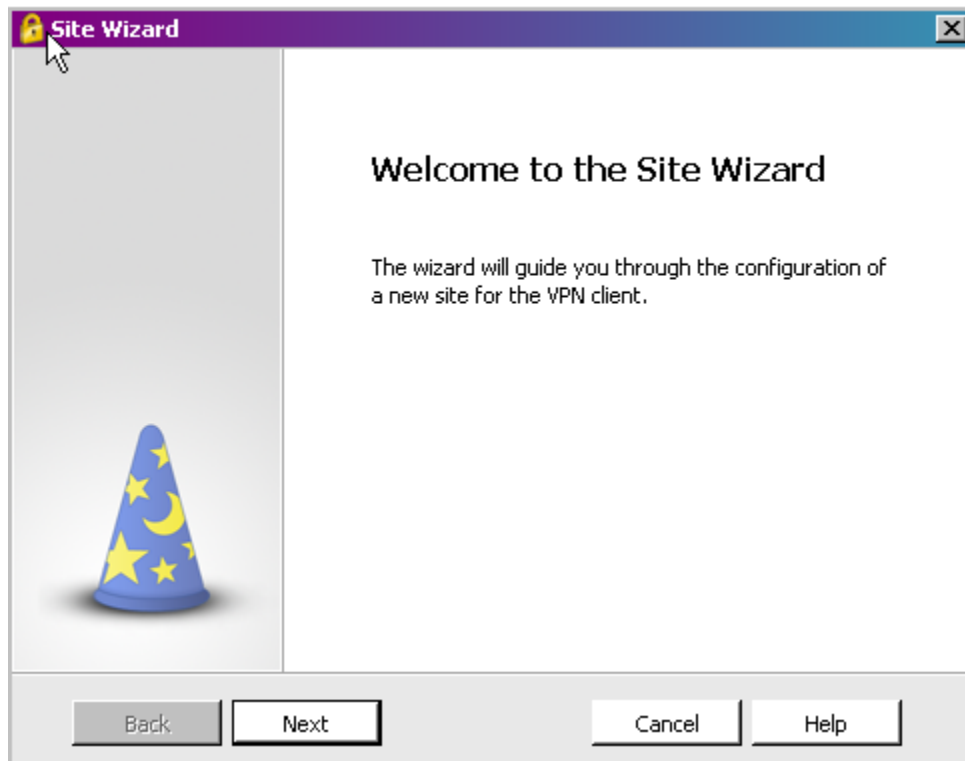 Site Wizard
Welcome to the Site Wizard
The wizard will guide you through the configuration of
a new site for the VPN client.
Back Next Cancel Help